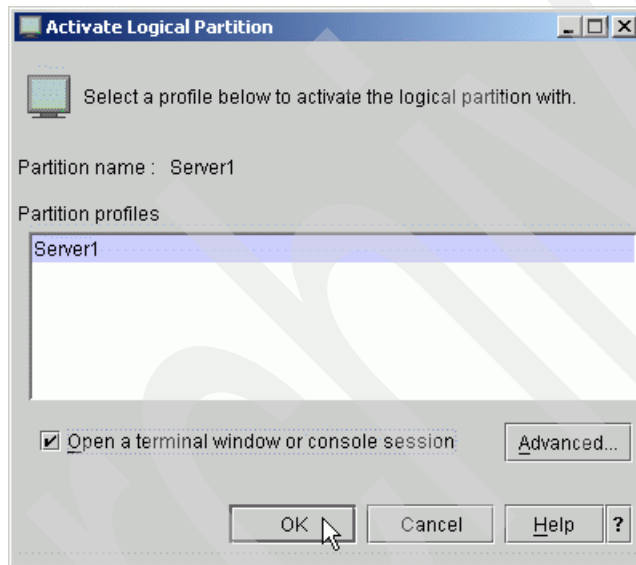 Activate Logical Partition
Select a profile below to activate the logical partition with.
Partition name : Server1
Partition profiles
Server1
Open a terminal window or console session
Advanced...
OK
Cancel
Help
?